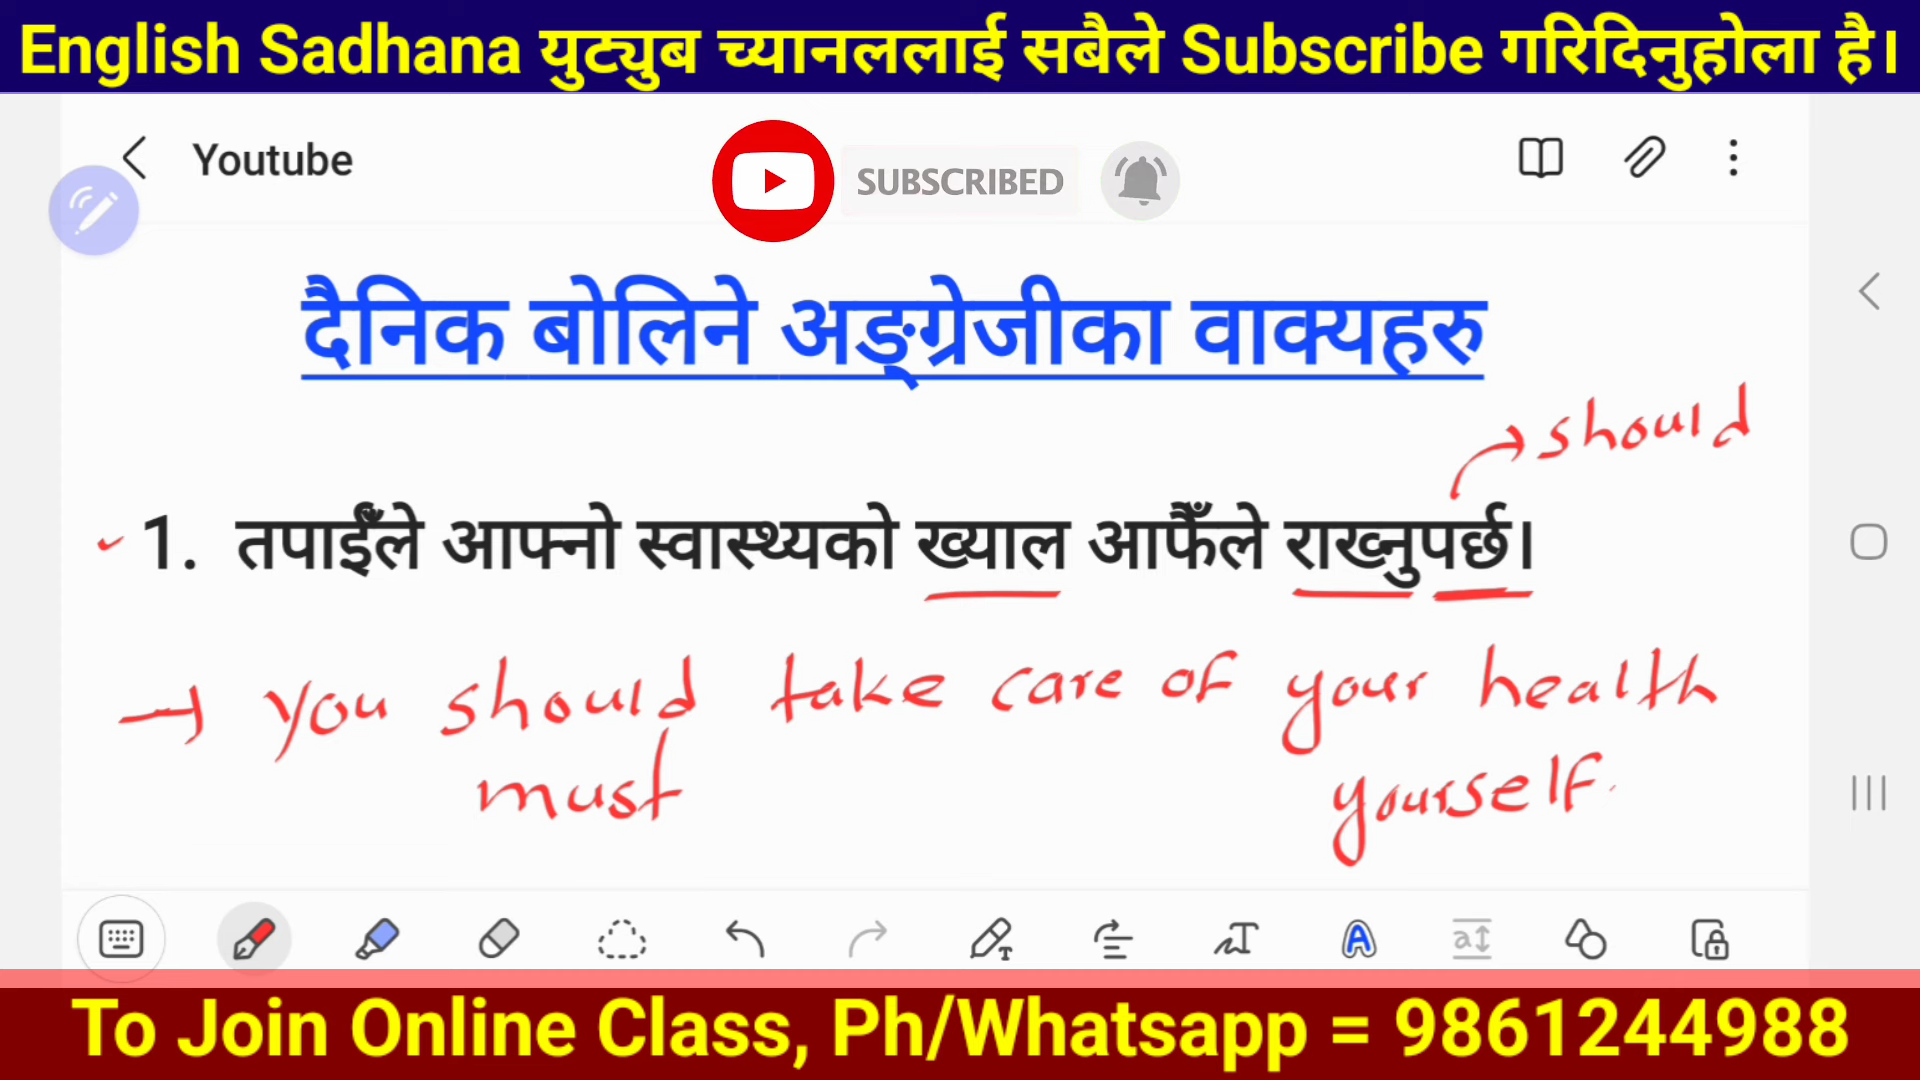 English Sadhana युट्युब च्यानललाई सबैले Subscribe गरिदिनुहोला है।
Youtube
SUBSCRIBED
दैनिक बोलिने अङ्ग्रेजीका वाक्यहरु
should
1. तपाईँले आफ्नो स्वास्थ्यको ख्याल आफैँले राख्नुपर्छ।
you should take care of your health
must yourself.
To Join Online Class, Ph/Whatsapp = 9861244988